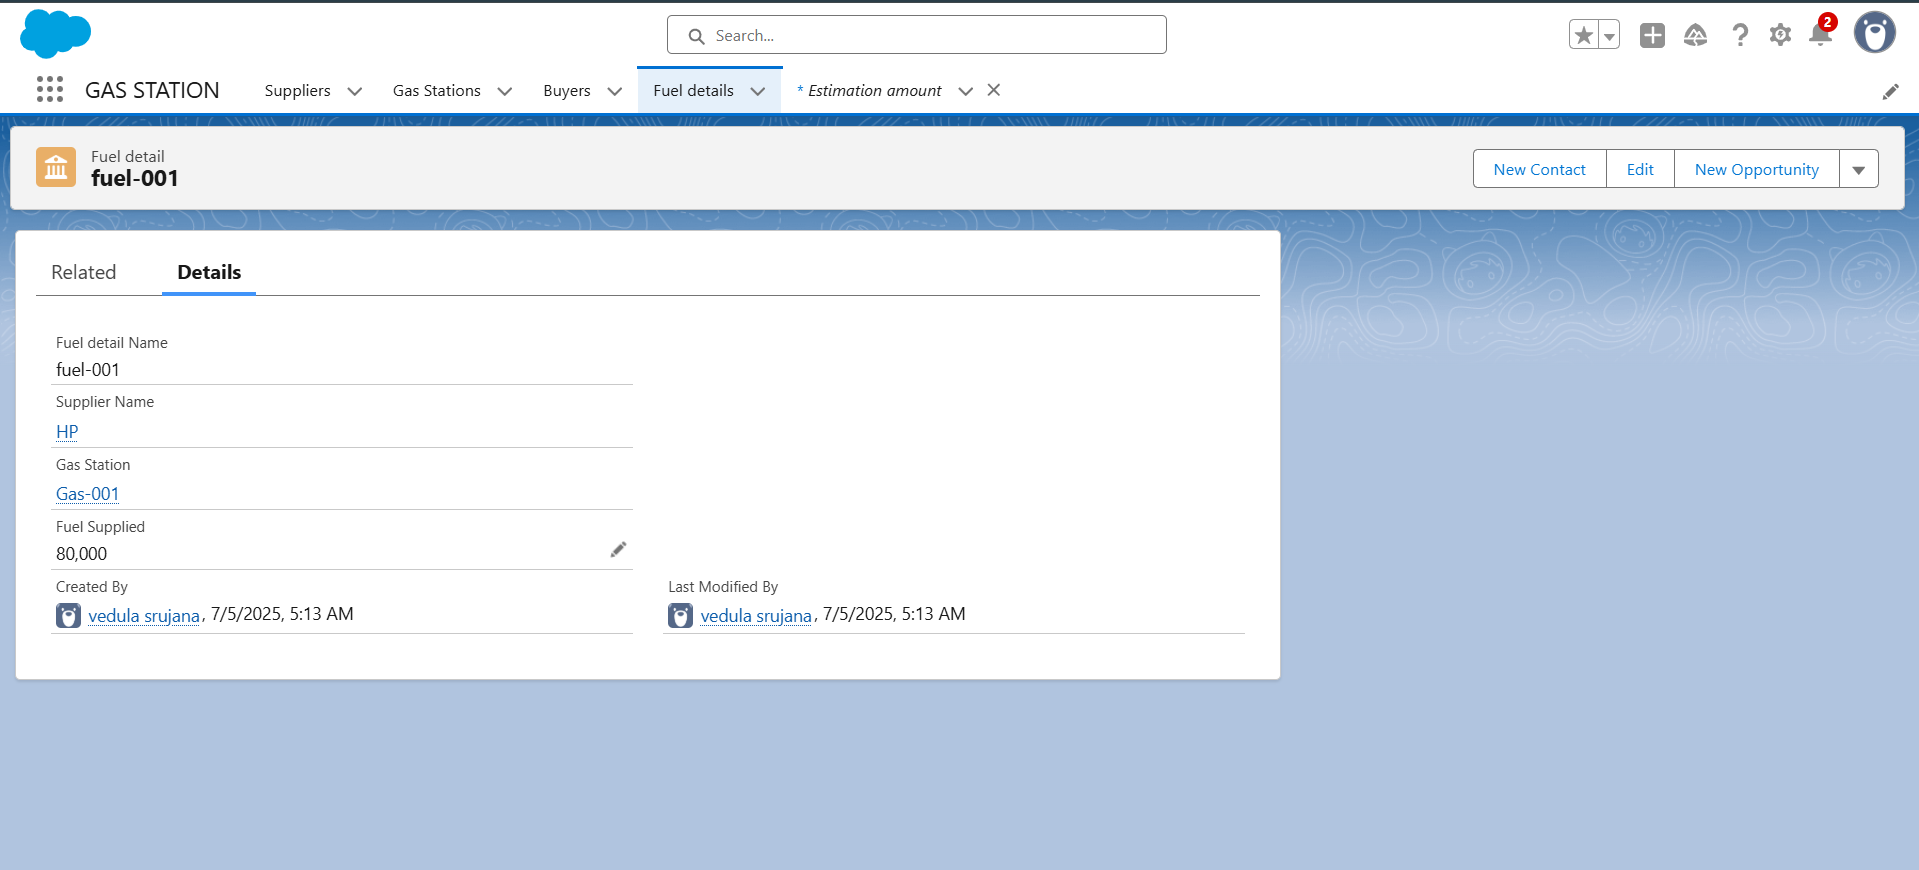 Search...
2
GAS STATION
Suppliers
Gas Stations
Buyers
Fuel details
* Estimation amount
Fuel detail
fuel-001
New Contact
Edit
New Opportunity
Related
Details
Fuel detail Name
fuel-001
Supplier Name
HP
Gas Station
Gas-001
Fuel Supplied
80,000
Created By
vedula srujana, 7/5/2025, 5:13 AM
Last Modified By
vedula srujana, 7/5/2025, 5:13 AM